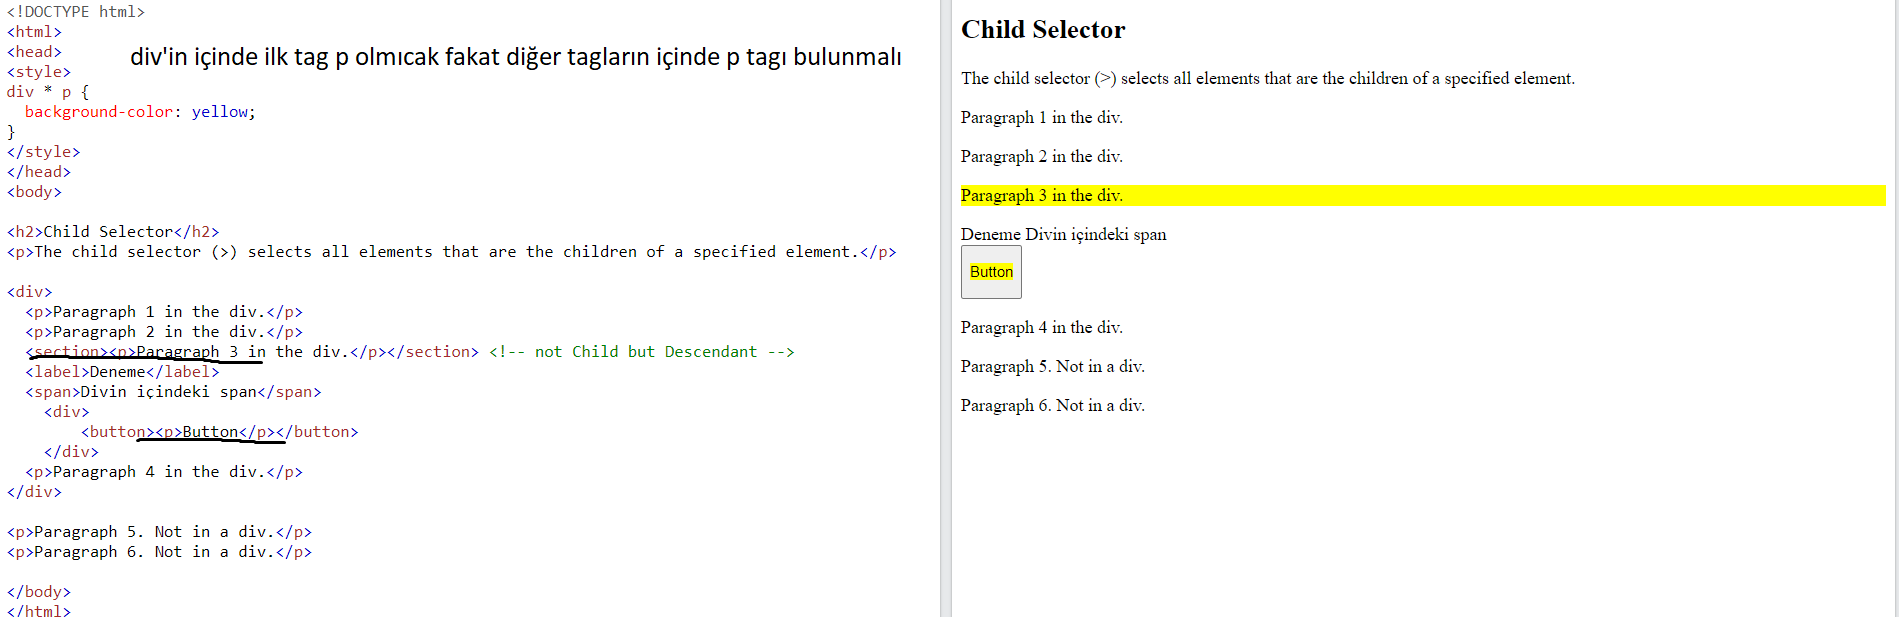 <!DOCTYPE html>
<html>
<head>
div'in içinde ilk tag p olmıcak fakat diğer tagların içinde p tagı bulunmalı
<style>
div * p {
  background-color: yellow;
}
</style>
</head>
<body>
<h2>Child Selector</h2>
<p>The child selector (>) selects all elements that are the children of a specified element.</p>
<div>
  <p>Paragraph 1 in the div.</p>
  <p>Paragraph 2 in the div.</p>
  <section><p>Paragraph 3 in the div.</p></section> <!-- not Child but Descendant -->
  <label>Deneme</label>
  <span>Divin içindeki span</span>
    <div>
        <button><p>Button</p></button>
    </div>
  <p>Paragraph 4 in the div.</p>
</div>
<p>Paragraph 5. Not in a div.</p>
<p>Paragraph 6. Not in a div.</p>
</body>
</html>
Child Selector
The child selector (>) selects all elements that are the children of a specified element.
Paragraph 1 in the div.
Paragraph 2 in the div.
Paragraph 3 in the div.
Deneme Divin içindeki span
Button
Paragraph 4 in the div.
Paragraph 5. Not in a div.
Paragraph 6. Not in a div.